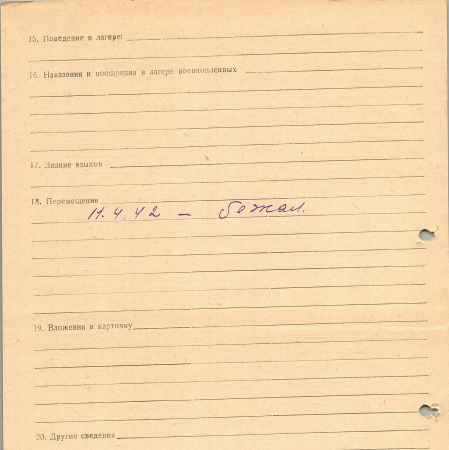 15. Поведение в лагере:
16. Наказания и поощрения в лагере военнопленных
17. Знание языков
18. Перемещения
11.4.42 – бежал.
19. Вложения в карточку
20. Другие сведения